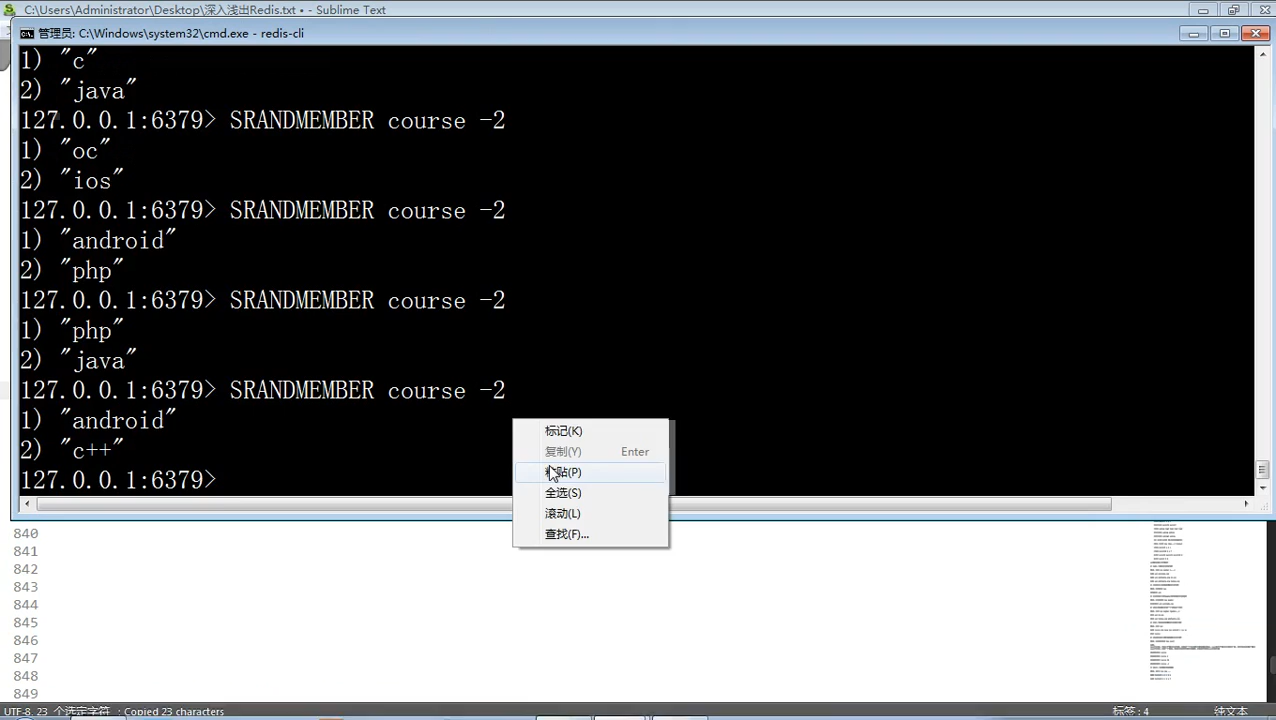 C:\Users\Administrator\Desktop\深入浅出Redis.txt • - Sublime Text
管理员: C:\Windows\system32\cmd.exe - redis-cli
1) "c"
2) "java"
127.0.0.1:6379> SRANDMEMBER course -2
1) "oc"
2) "ios"
127.0.0.1:6379> SRANDMEMBER course -2
1) "android"
2) "php"
127.0.0.1:6379> SRANDMEMBER course -2
1) "php"
2) "java"
127.0.0.1:6379> SRANDMEMBER course -2
1) "android"
2) "c++"
127.0.0.1:6379>
标记(K)
复制(Y) Enter
粘贴(P)
全选(S)
滚动(L)
查找(F)...
840
841
842
843
844
845
846
847
848
849
UTF-8, 23 个选定字符, Copied 23 characters
标签: 4
纯文本